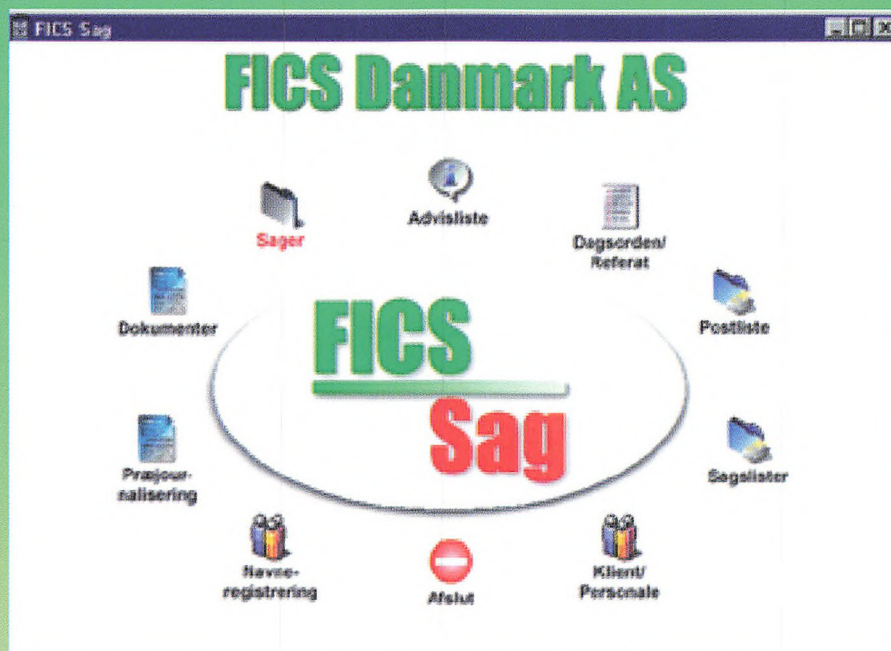 FICS Sag
FICS Danmark AS
Advisliste
Sager
Dagsorden/
Referat
Dokumenter
Postliste
FICS
Sag
Præjour-
nalisering
Sagslister
Navne-
registrering
Afslut
Klient/
Personale